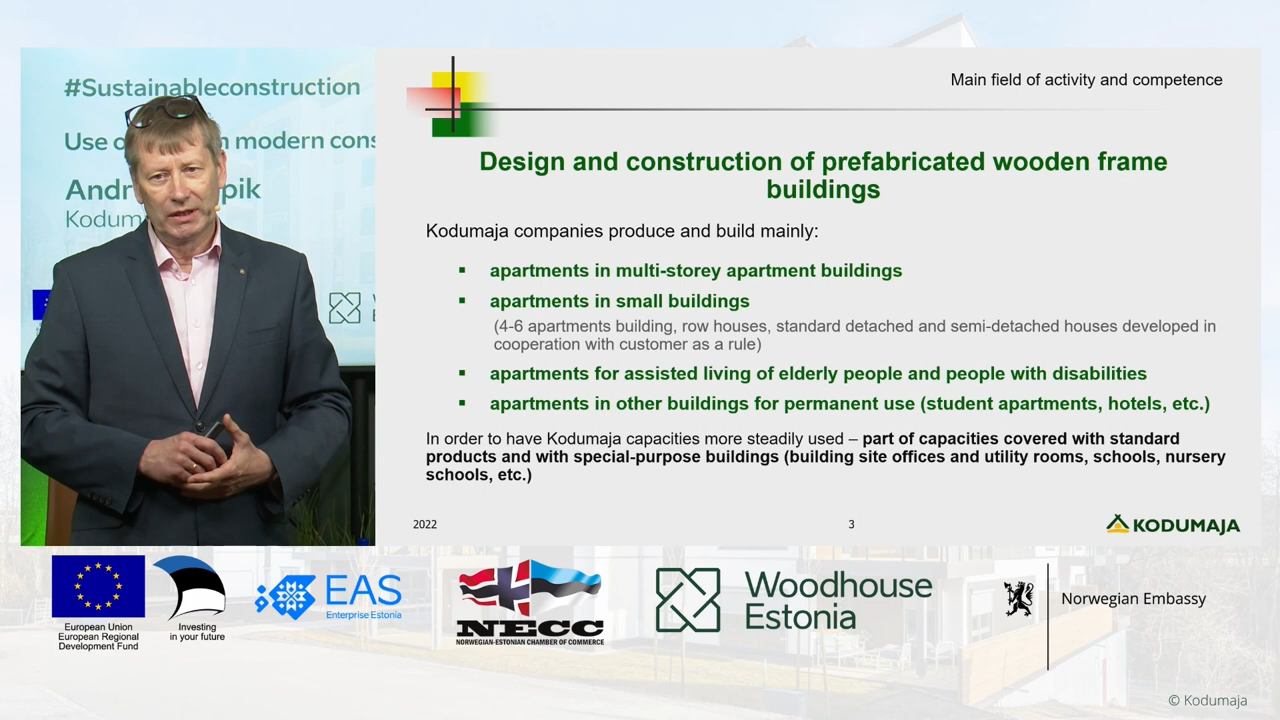 #Sustainableconstruction
Use modern
Kodum
Main field of activity and competence
Design and construction of prefabricated wooden frame
buildings
Kodumaja companies produce and build mainly:
▪ apartments in multi-storey apartment buildings
▪ apartments in small buildings
(4-6 apartments building, row houses, standard detached and semi-detached houses developed in
cooperation with customer as a rule)
▪ apartments for assisted living of elderly people and people with disabilities
▪ apartments in other buildings for permanent use (student apartments, hotels, etc.)
In order to have Kodumaja capacities more steadily used – part of capacities covered with standard
products and with special-purpose buildings (building site offices and utility rooms, schools, nursery
schools, etc.)
2022
3
KODUMAJA
European Union
European Regional
Development Fund
Investing
in your future
EAS
Enterprise Estonia
NECC
NORWEGIAN-ESTONIAN CHAMBER OF COMMERCE
Woodhouse
Estonia
Norwegian Embassy
© Kodumaja